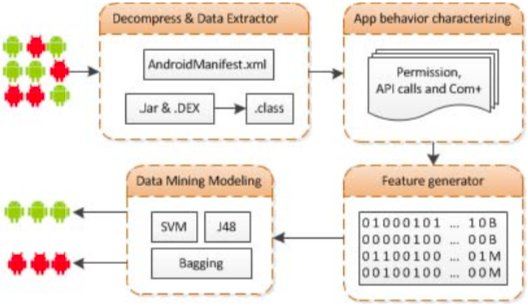 Decompress & Data Extractor
AndroidManifest.xml
.Jar & .DEX
.class
App behavior characterizing
Permission,
API calls and Com+
Feature generator
01000101 ... 10B
00000100 ... 00B
01100100 ... 01M
00100100 ... 00M
Data Mining Modeling
SVM
J48
Bagging